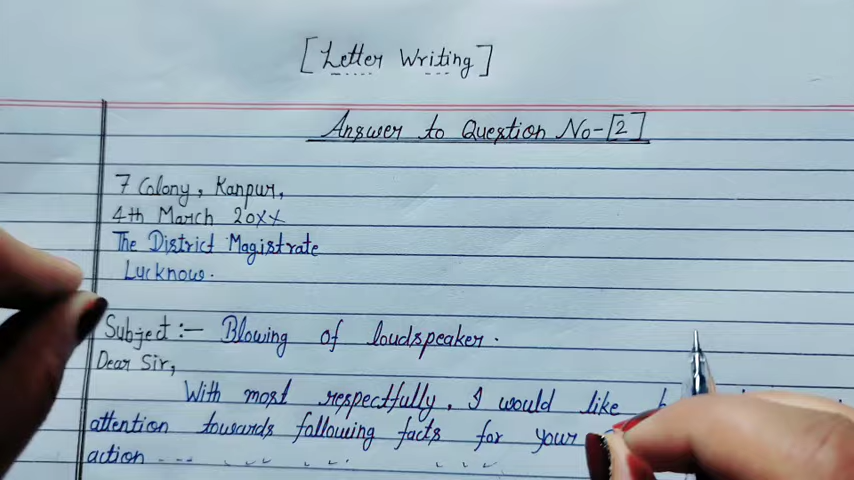 [Letter Writing]
Answer to Question No-[2]
7 Colony, Kanpur,
4th March 20xx
The District Magistrate
Lucknow.
Subject :- Blowing of loudspeaker.
Dear Sir,
With most respectfully, I would like
attention towards following facts for your
action